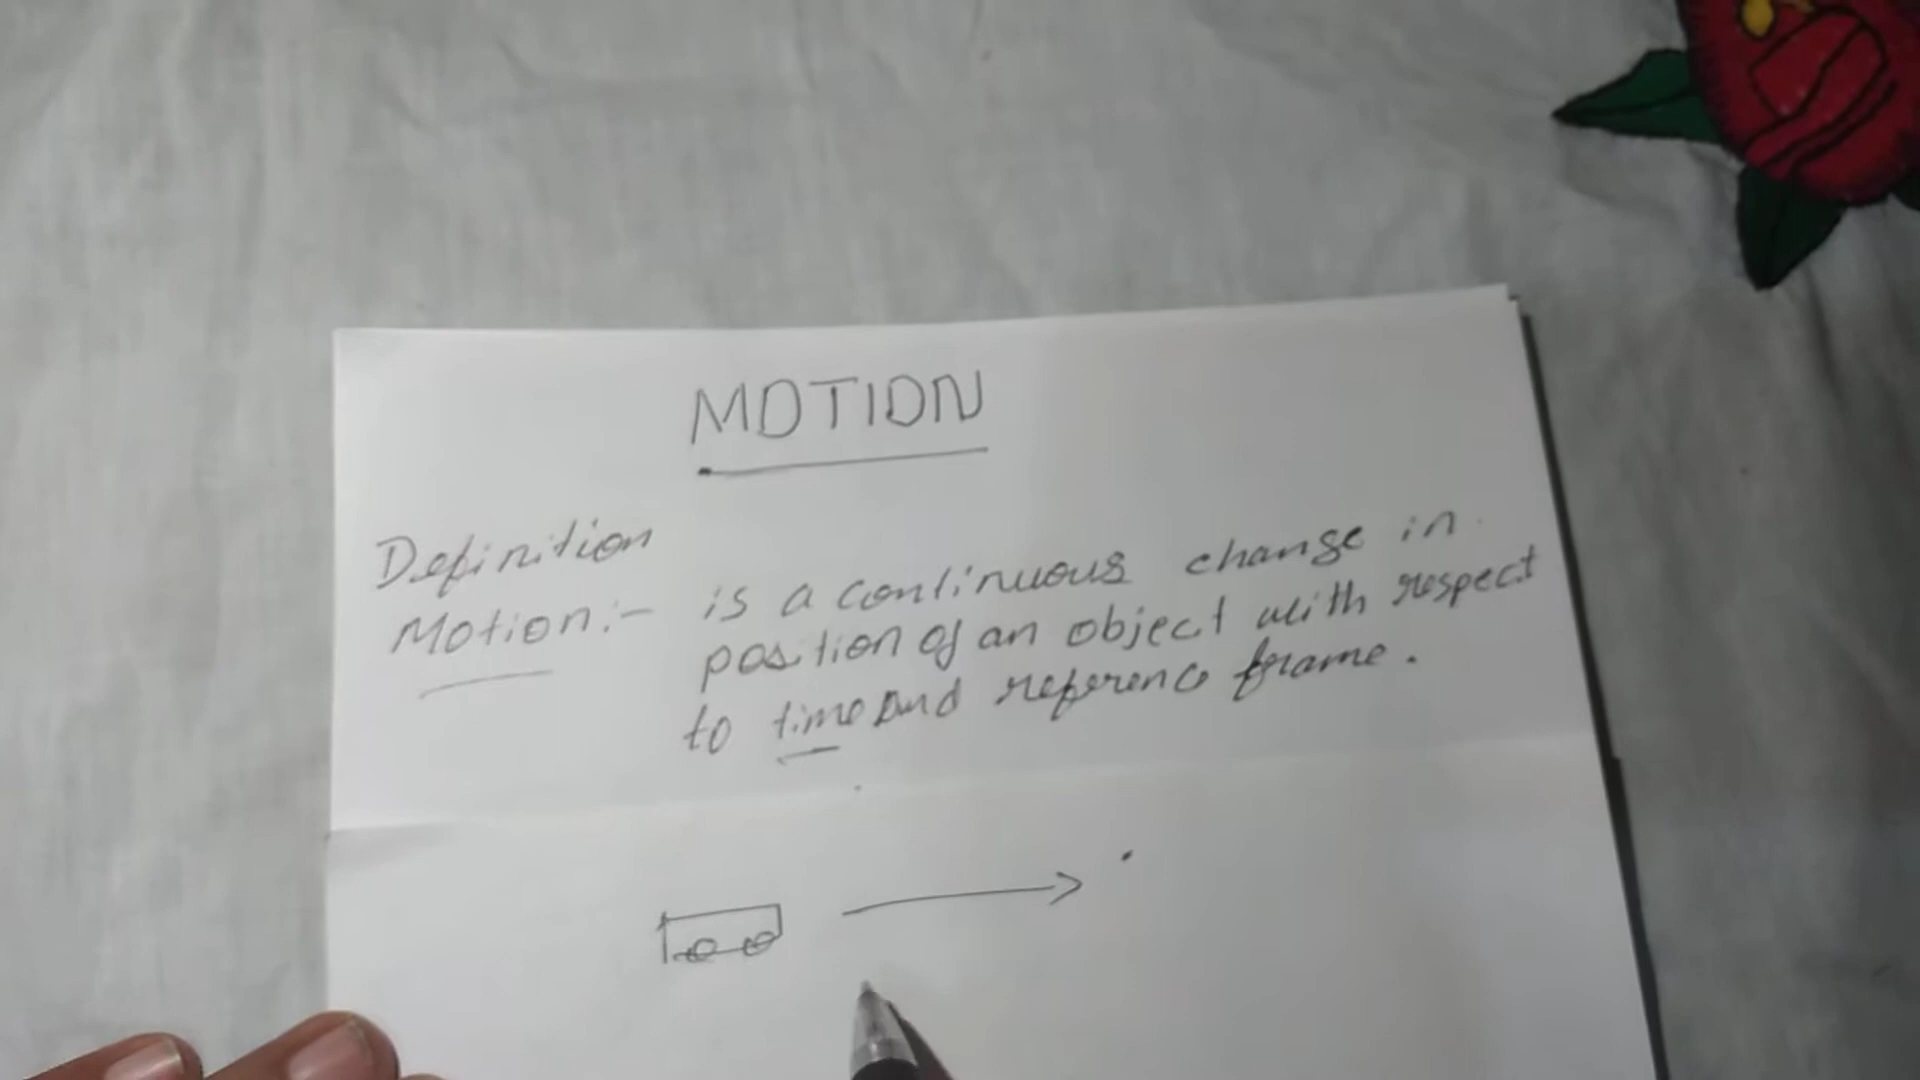 MOTION
Definition
Motion:- is a continuous change in
position of an object with respect
to time and reference frame.